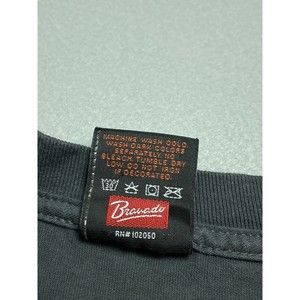 MACHINE WASH COLD
WASH DARK COLORS
SEPARATELY. NO
BLEACH. TUMBLE DRY
LOW. DO NOT IRON
IF DECORATED.
30
Bravado
RN# 102050